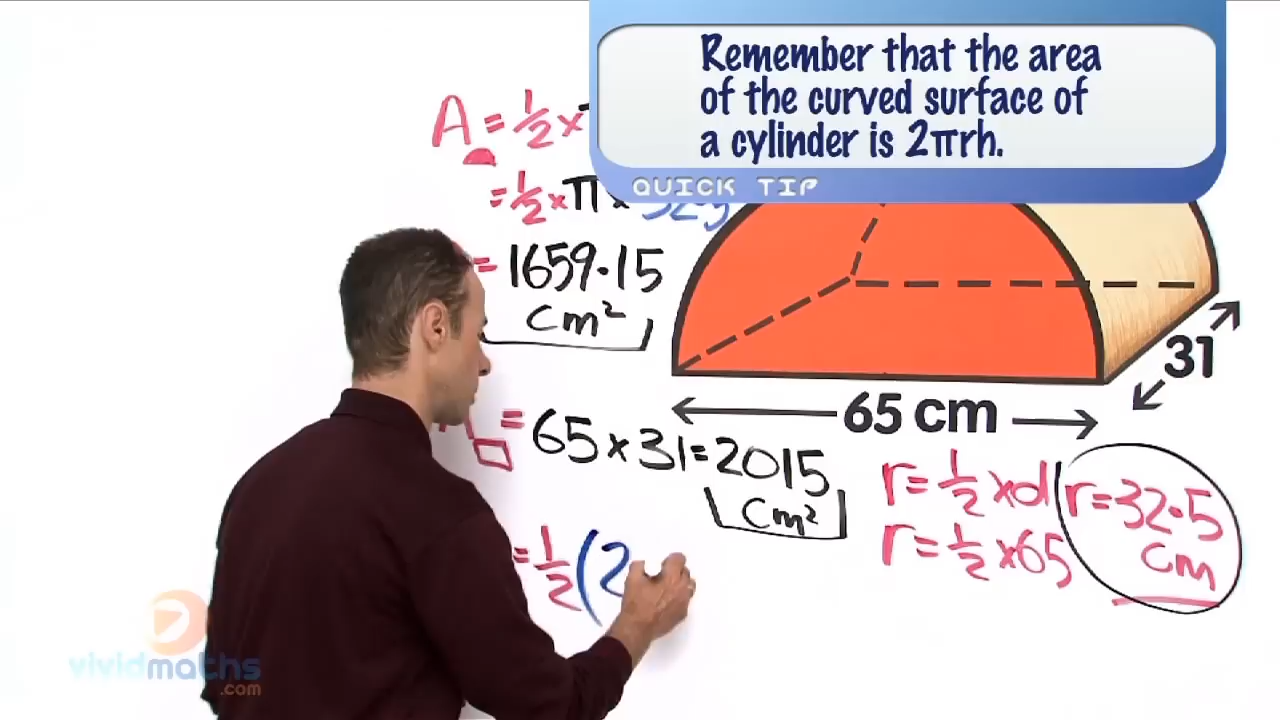 Remember that the area
of the curved surface of
a cylinder is 2πrh.
QUICK TIP
A = 1/2 ×
= 1/2 × π ×
= 1659.15
cm²
= 65 × 31 = 2015
cm²
= 1/2 (2
65 cm
31
r = 1/2 × d
r = 1/2 × 65
r = 32.5
cm
vividmaths
.com